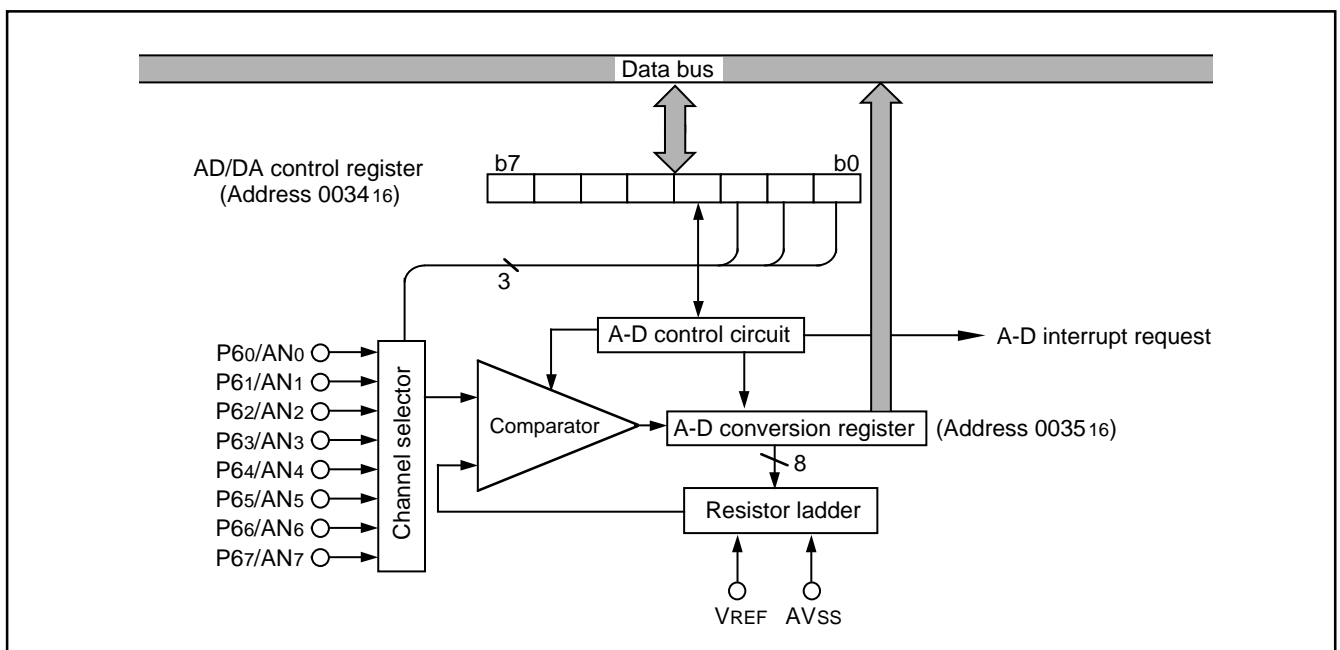 Data bus
AD/DA control register
(Address 0034₁₆)
b7
b0
3
A-D control circuit
A-D interrupt request
P6₀/AN₀
P6₁/AN₁
P6₂/AN₂
P6₃/AN₃
P6₄/AN₄
P6₅/AN₅
P6₆/AN₆
P6₇/AN₇
Channel selector
Comparator
A-D conversion register
(Address 0035₁₆)
8
Resistor ladder
VREF
AVSS